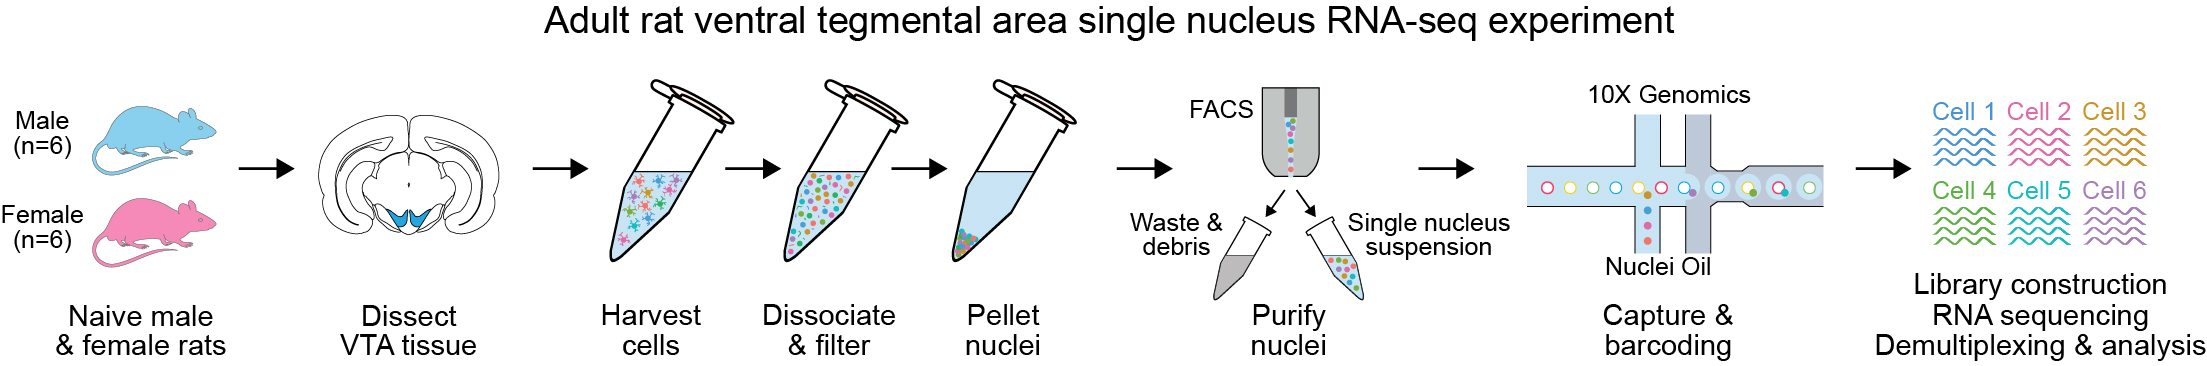 Adult rat ventral tegmental area single nucleus RNA-seq experiment
Male
(n=6)
Female
(n=6)
Naive male
& female rats
Dissect
VTA tissue
Harvest
cells
Dissociate
& filter
Pellet
nuclei
FACS
Waste &
debris
Single nucleus
suspension
Purify
nuclei
10X Genomics
Nuclei Oil
Capture &
barcoding
Cell 1 Cell 2 Cell 3
Cell 4 Cell 5 Cell 6
Library construction
RNA sequencing
Demultiplexing & analysis